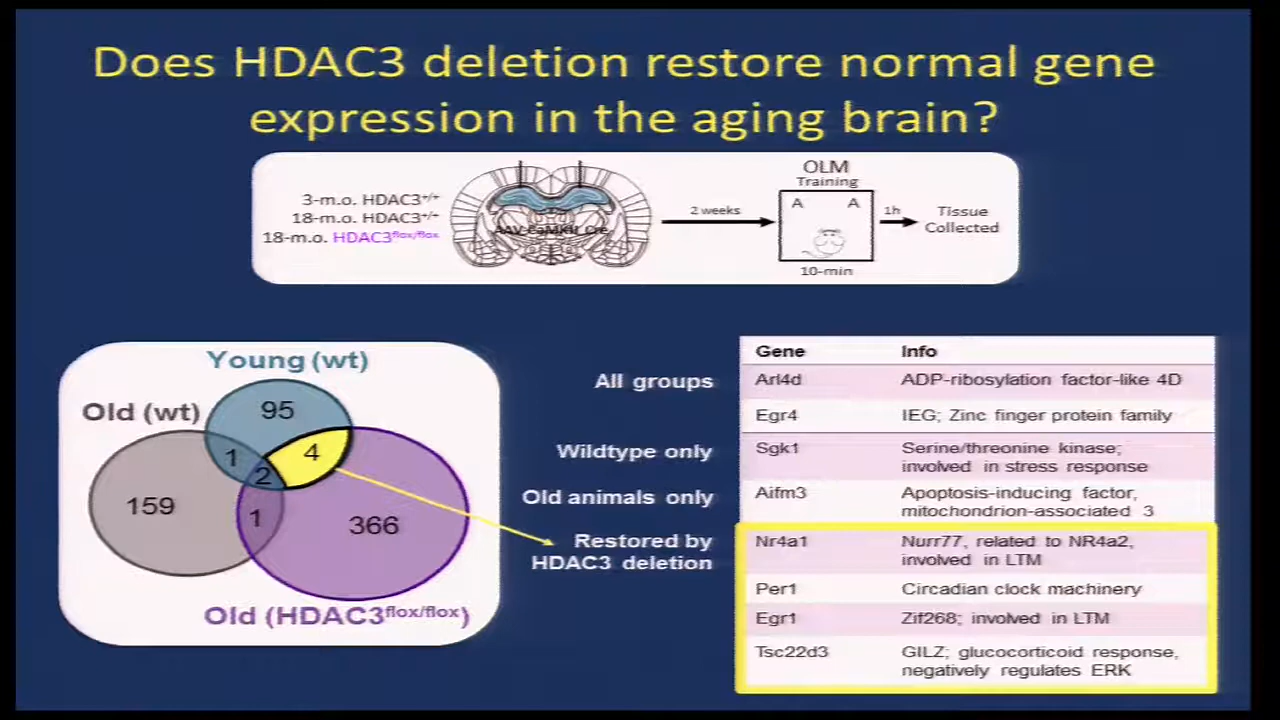 Does HDAC3 deletion restore normal gene
expression in the aging brain?
3-m.o. HDAC3+/+
18-m.o. HDAC3+/+
18-m.o. HDAC3flox/flox
AAV-CaMKII Cre
2 weeks
OLM
Training
A A
10-min
1h
Tissue
Collected
Young (wt)
Old (wt)
95
1
4
2
159
1
366
Old (HDAC3flox/flox)
All groups
Wildtype only
Old animals only
Restored by
HDAC3 deletion
Gene Info
Arl4d ADP-ribosylation factor-like 4D
Egr4 IEG; Zinc finger protein family
Sgk1 Serine/threonine kinase;
involved in stress response
Aifm3 Apoptosis-inducing factor,
mitochondrion-associated 3
Nr4a1 Nurr77, related to NR4a2,
involved in LTM
Per1 Circadian clock machinery
Egr1 Zif268; involved in LTM
Tsc22d3 GILZ; glucocorticoid response,
negatively regulates ERK